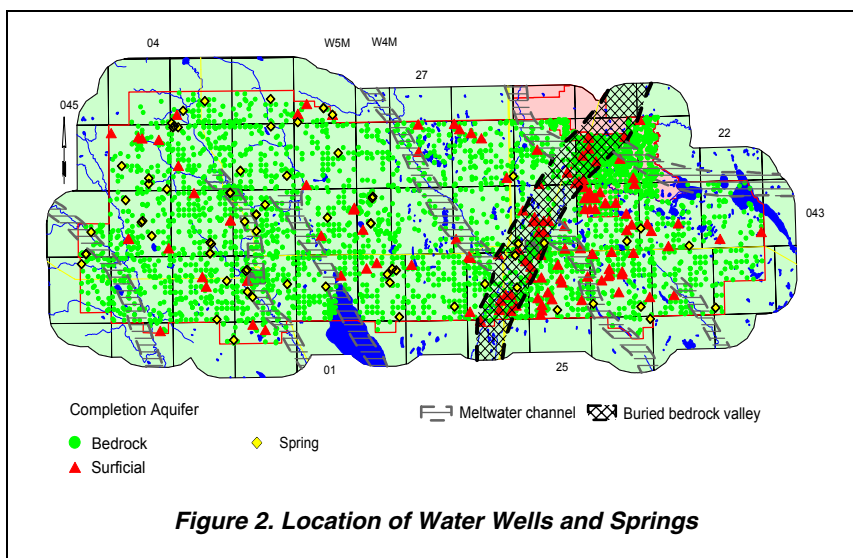 04
W5M
W4M
27
045
22
043
01
25
Completion Aquifer
Meltwater channel
Buried bedrock valley
Bedrock
Spring
Surficial
Figure 2. Location of Water Wells and Springs